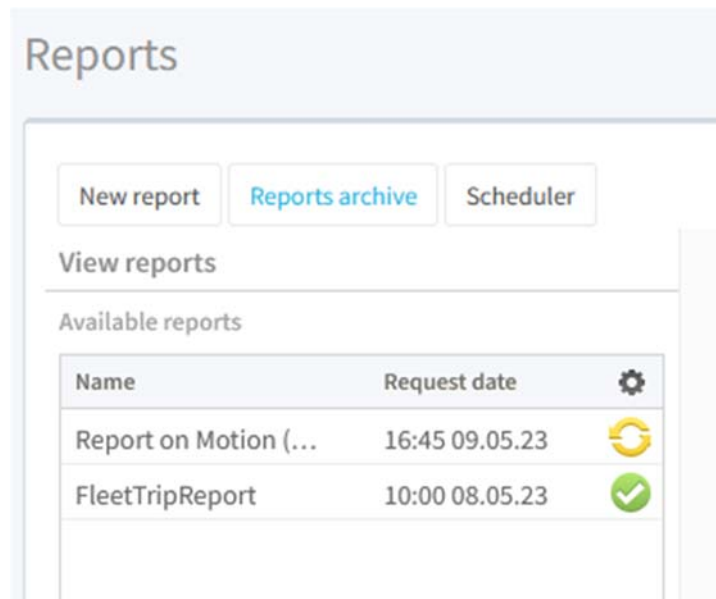 Reports
New report Reports archive Scheduler
View reports
Available reports
Name Request date
Report on Motion (...
16:45 09.05.23
FleetTripReport 10:00 08.05.23